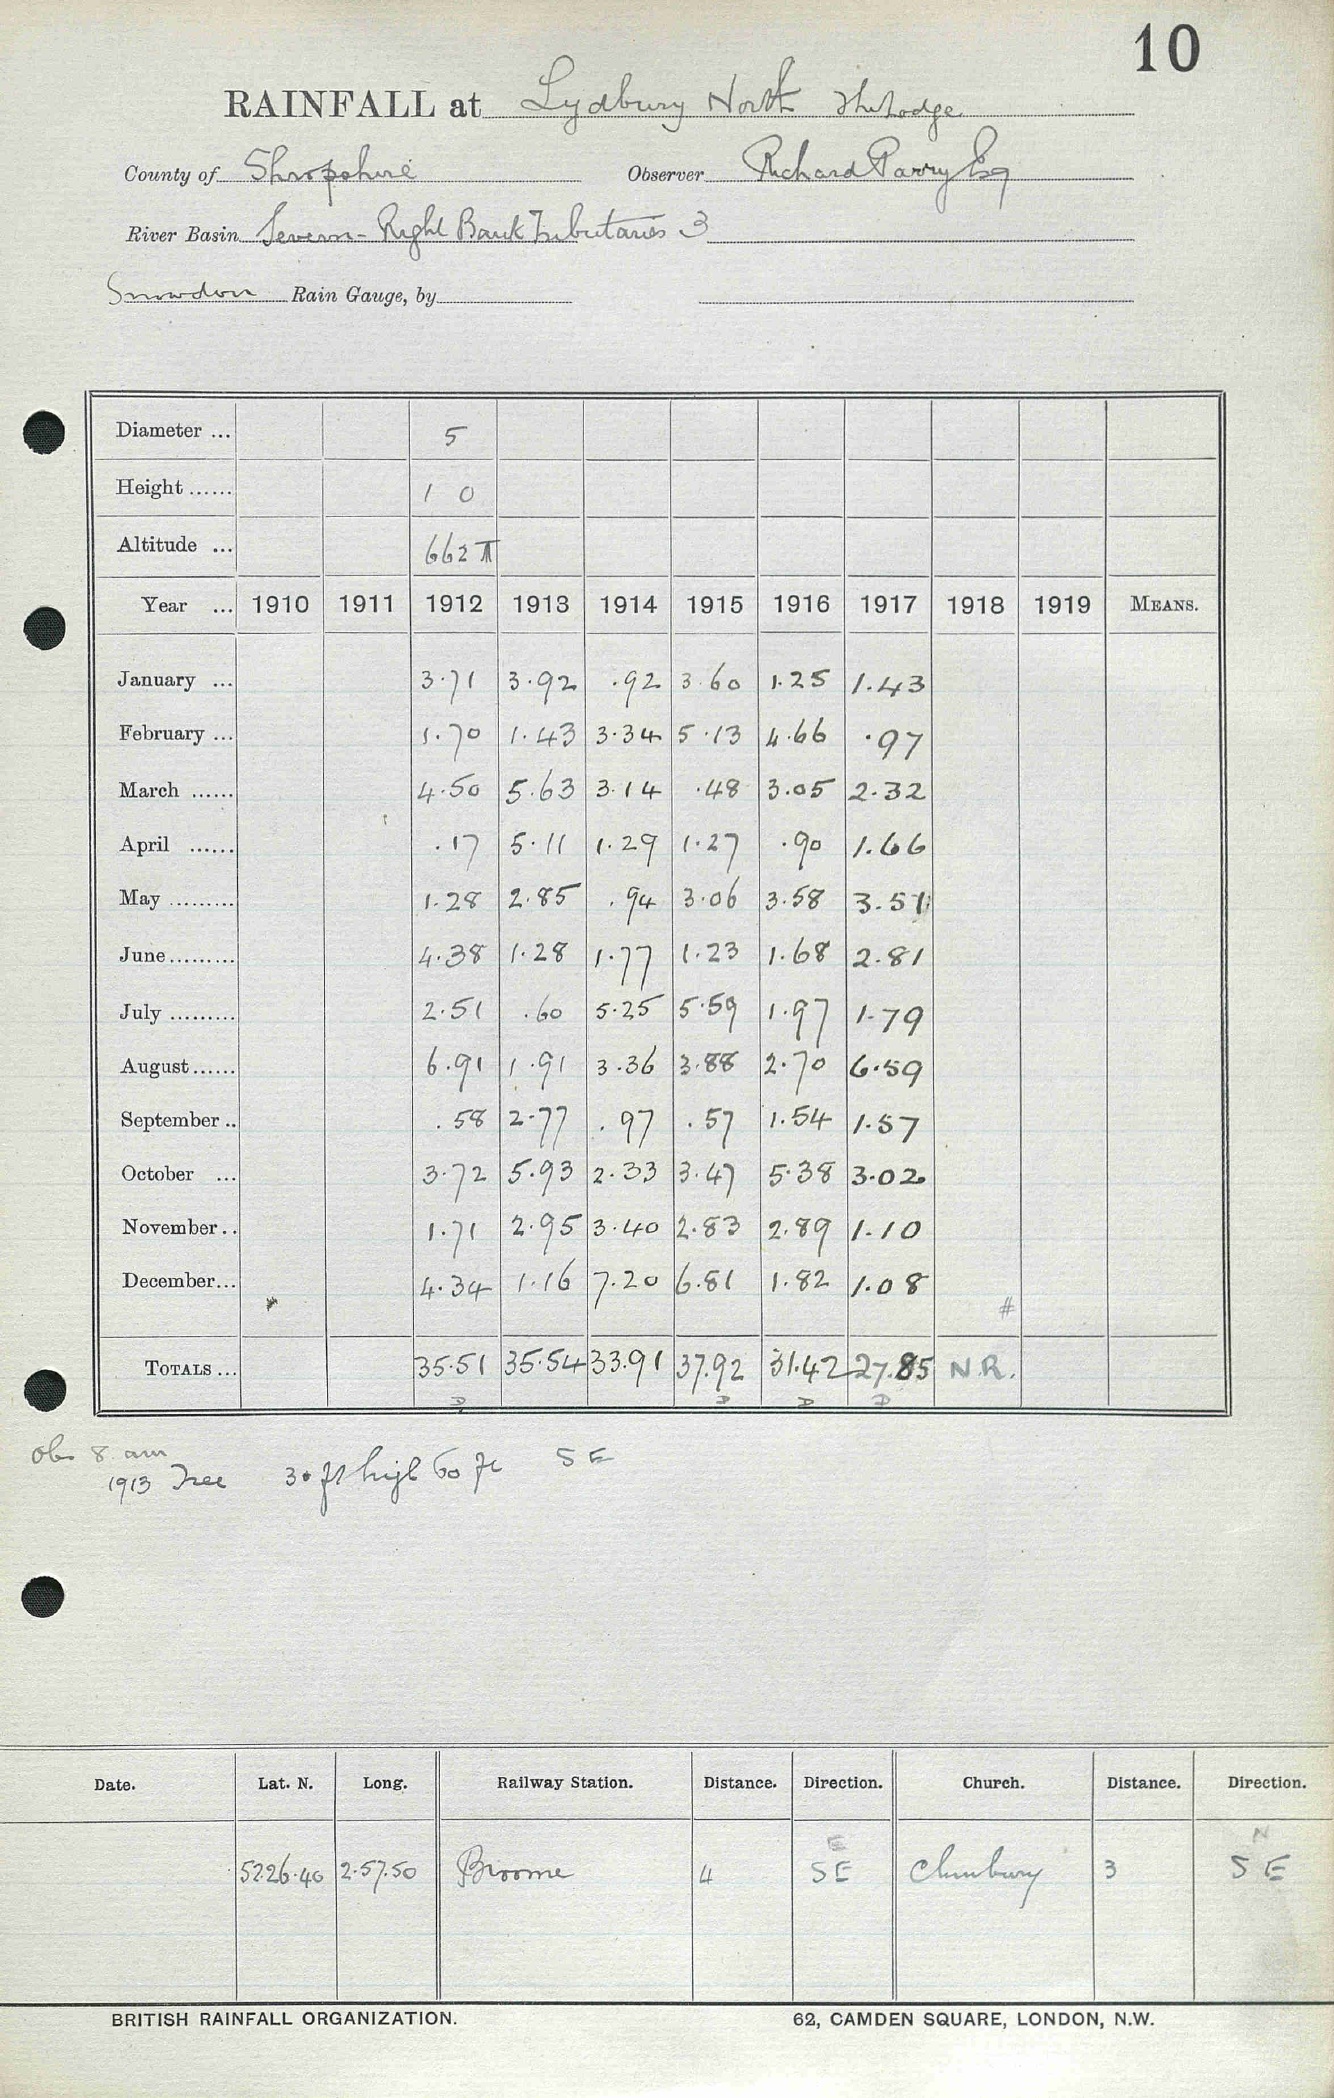 10
RAINFALL at Lydbury North The Lodge
County of Shropshire Observer Richard Parry Esq
River Basin Severn - Right Bank Tributaries 3
Snowdon Rain Gauge, by
Diameter ... 5
Height ...... 1 0
Altitude ... 662 T
Year ... 1910 1911 1912 1913 1914 1915 1916 1917 1918 1919 MEANS.
January ... 3.71 3.92 .92 3.60 1.25 1.43
February ... 1.70 1.43 3.34 5.13 4.66 .97
March ...... 4.50 5.63 3.14 .48 3.05 2.32
April ...... .17 5.11 1.29 1.27 .90 1.66
May ......... 1.28 2.85 .94 3.06 3.58 3.51
June......... 4.38 1.28 1.77 1.23 1.68 2.81
July ......... 2.51 .60 5.25 5.59 1.97 1.79
August...... 6.91 1.91 3.36 3.88 2.70 6.59
September .. .58 2.77 .97 .57 1.54 1.57
October ... 3.72 5.93 2.33 3.47 5.38 3.02
November .. 1.71 2.95 3.40 2.83 2.89 1.10
December... 4.34 1.16 7.20 6.81 1.82 1.08
#
TOTALS ... 35.51 35.54 33.91 37.92 31.42 27.85 N.R.
D D D D
Obs 8 am
1913 Tree 30 ft high 60 ft SE
Date. Lat. N. Long. Railway Station. Distance. Direction. Church. Distance. Direction.
E N
52.26.40 2.57.50 Broome 4 SE Clunbury 3 SE
BRITISH RAINFALL ORGANIZATION. 62, CAMDEN SQUARE, LONDON, N.W.